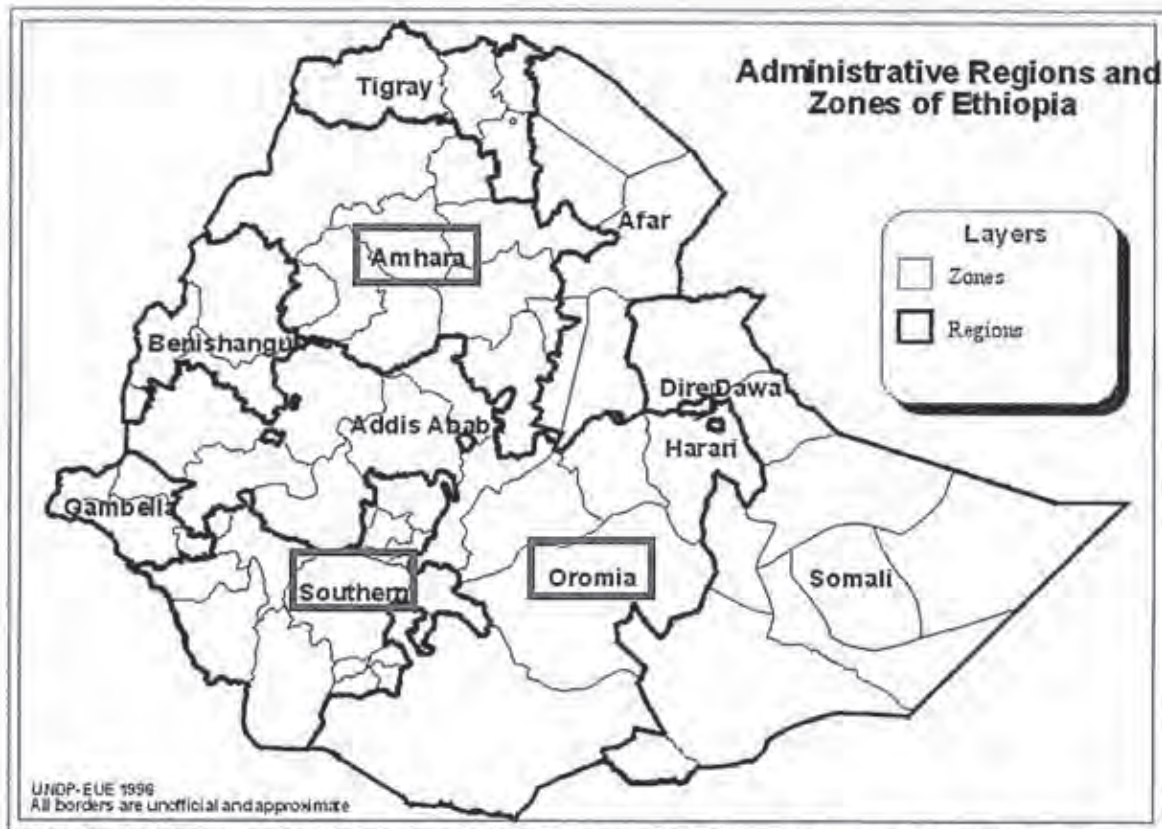 Administrative Regions and
Zones of Ethiopia
Tigray
Afar
Amhara
Layers
Zones
Regions
Benishangul
Dire Dawa
Addis Abab
Harari
Gambella
Southern
Oromia
Somali
UNDP-EUE 1996
All borders are unofficial and approximate